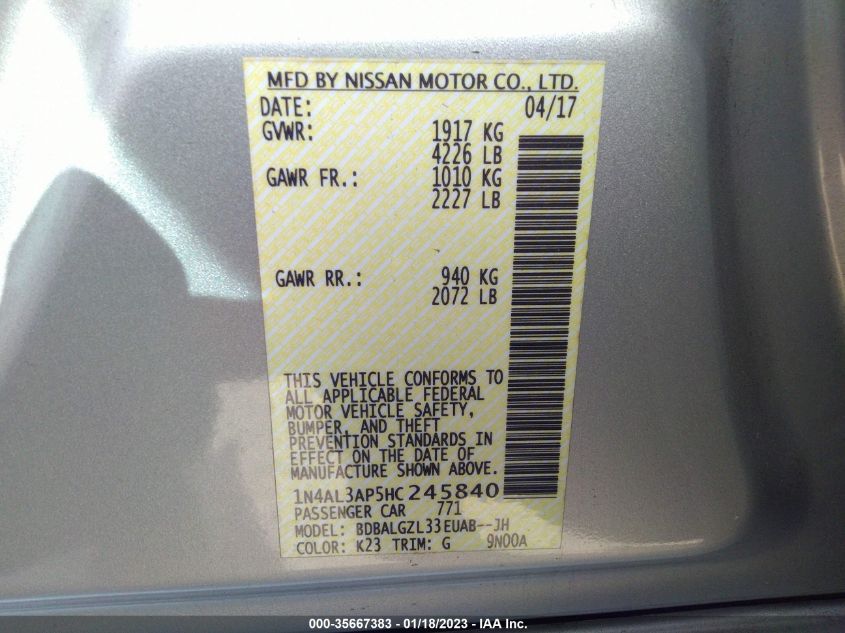 MFD BY NISSAN MOTOR CO., LTD.
DATE: 04/17
GVWR: 1917 KG
4226 LB
GAWR FR.: 1010 KG
2227 LB
GAWR RR.: 940 KG
2072 LB
THIS VEHICLE CONFORMS TO
ALL APPLICABLE FEDERAL
MOTOR VEHICLE SAFETY,
BUMPER, AND THEFT
PREVENTION STANDARDS IN
EFFECT ON THE DATE OF
MANUFACTURE SHOWN ABOVE.
1N4AL3AP5HC245840
PASSENGER CAR 771
MODEL: BDBALGZL33EUAB--JH
COLOR: K23 TRIM: G 9N00A
000-35667383 - 01/18/2023 - IAA Inc.